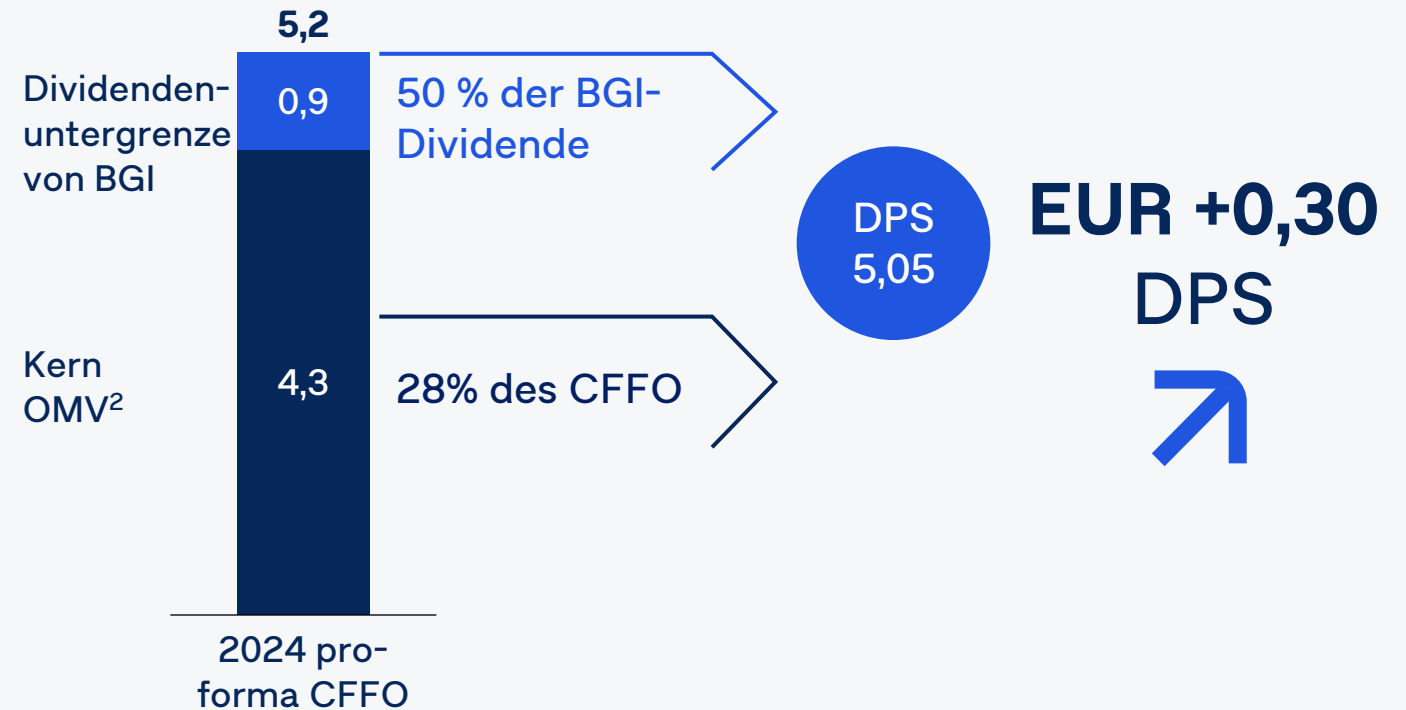 5,2
Dividenden-
untergrenze
von BGI
0,9
50 % der BGI-
Dividende
DPS
5,05
EUR +0,30
DPS
Kern
OMV²
4,3
28% des CFFO
2024 pro-
forma CFFO